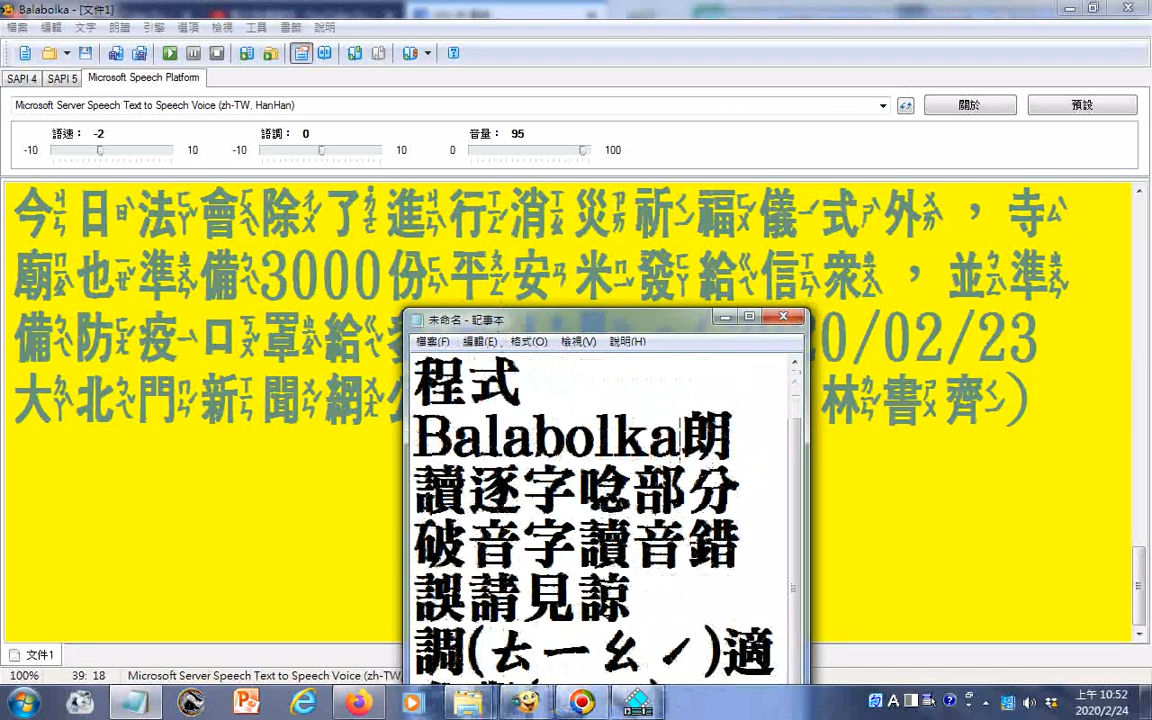 Balabolka - [文件1]
檔案 編輯 文字 朗讀 引擎 選項 檢視 工具 書籤 說明
SAPI 4 SAPI 5 Microsoft Speech Platform
Microsoft Server Speech Text to Speech Voice (zh-TW, HanHan) 關於 預設
語速: -2 語調: 0 音量: 95
-10 10 -10 10 0 100
今日法會除了進行消災祈福儀式外，寺
廟也準備3000份平安米發給信眾，並準
備防疫口罩給 0/02/23
大北門新聞網 林書齊)
未命名 - 記事本
檔案(F) 編輯(E) 格式(O) 檢視(V) 說明(H)
程式
Balabolka朗
讀逐字唸部分
破音字讀音錯
誤請見諒
調(ㄊㄧㄠˊ)適
文件1
100% 39: 18 Microsoft Speech Platform Microsoft Server Speech Text to Speech Voice (zh-TW,
上午 10:52
2020/2/24